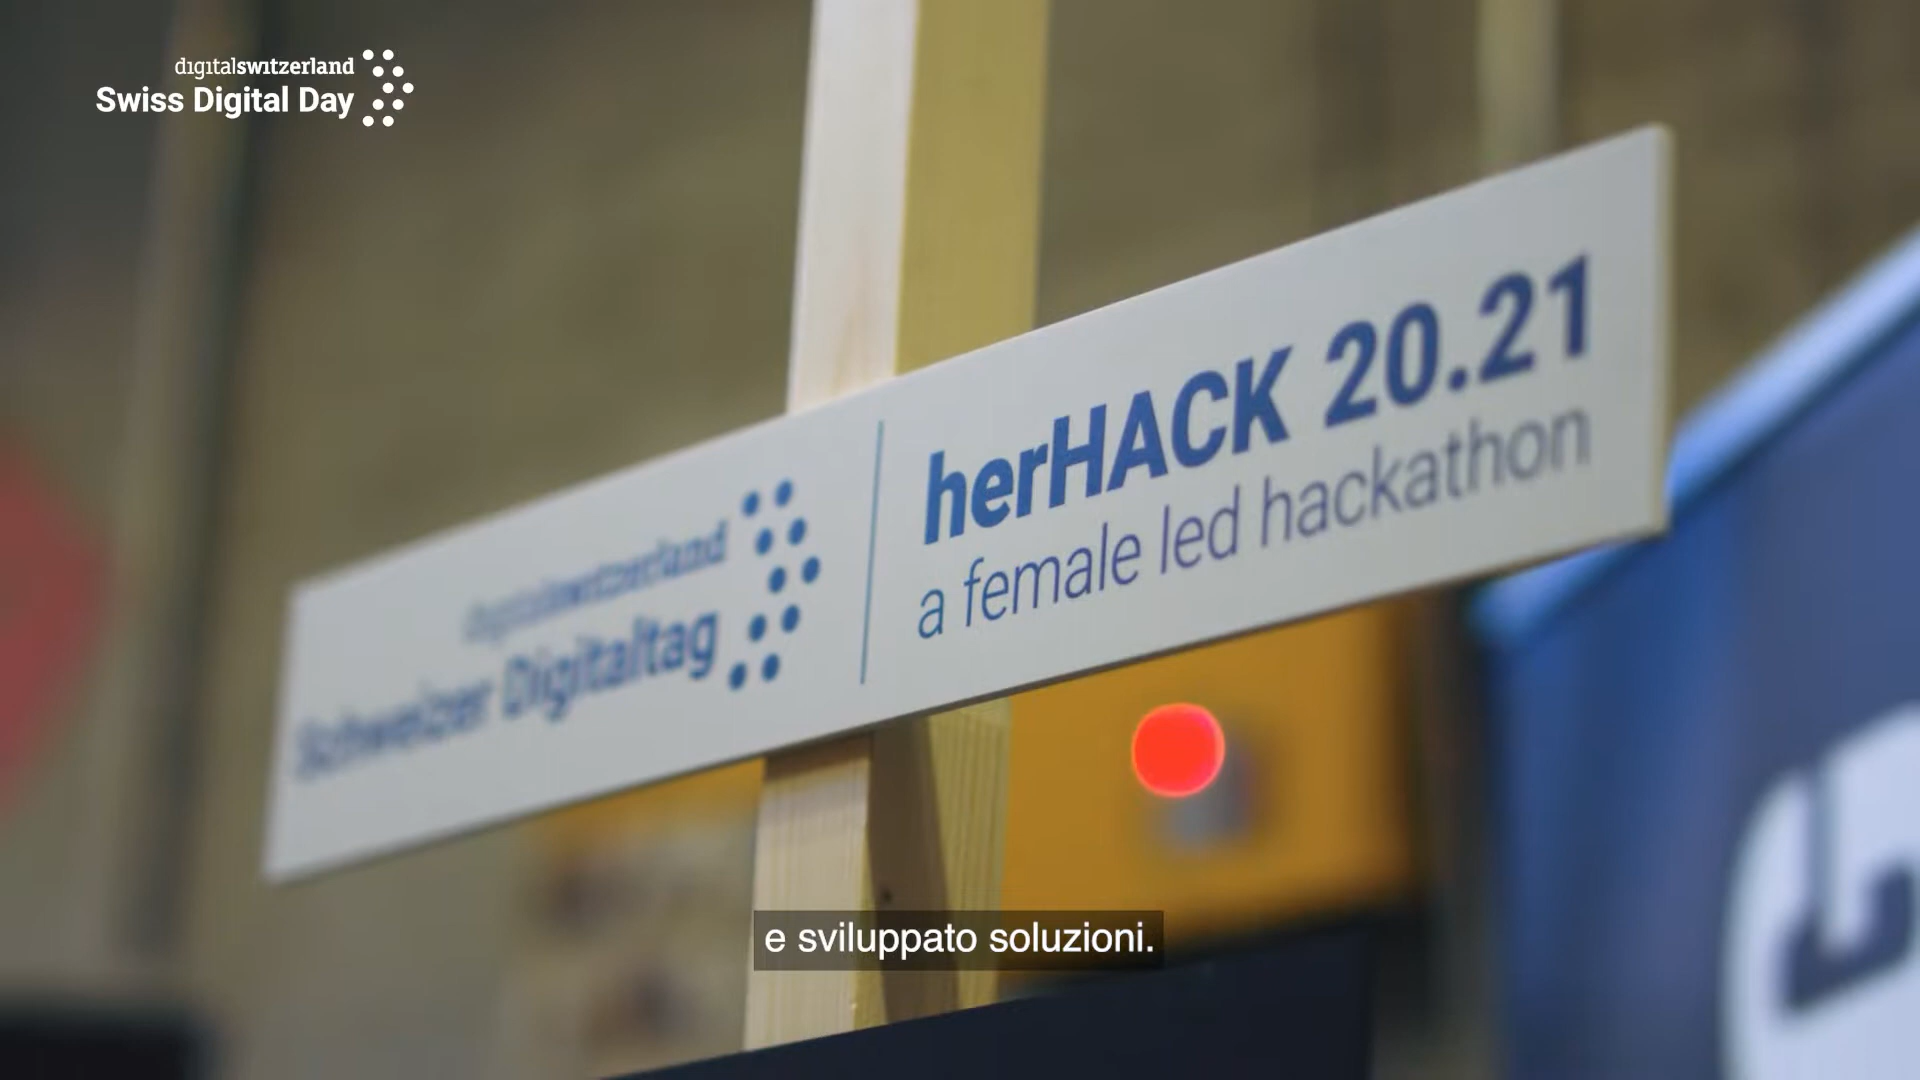 digitalswitzerland
Swiss Digital Day
digitalswitzerland
Schweizer Digitaltag
herHACK 20.21
a female led hackathon
e sviluppato soluzioni.